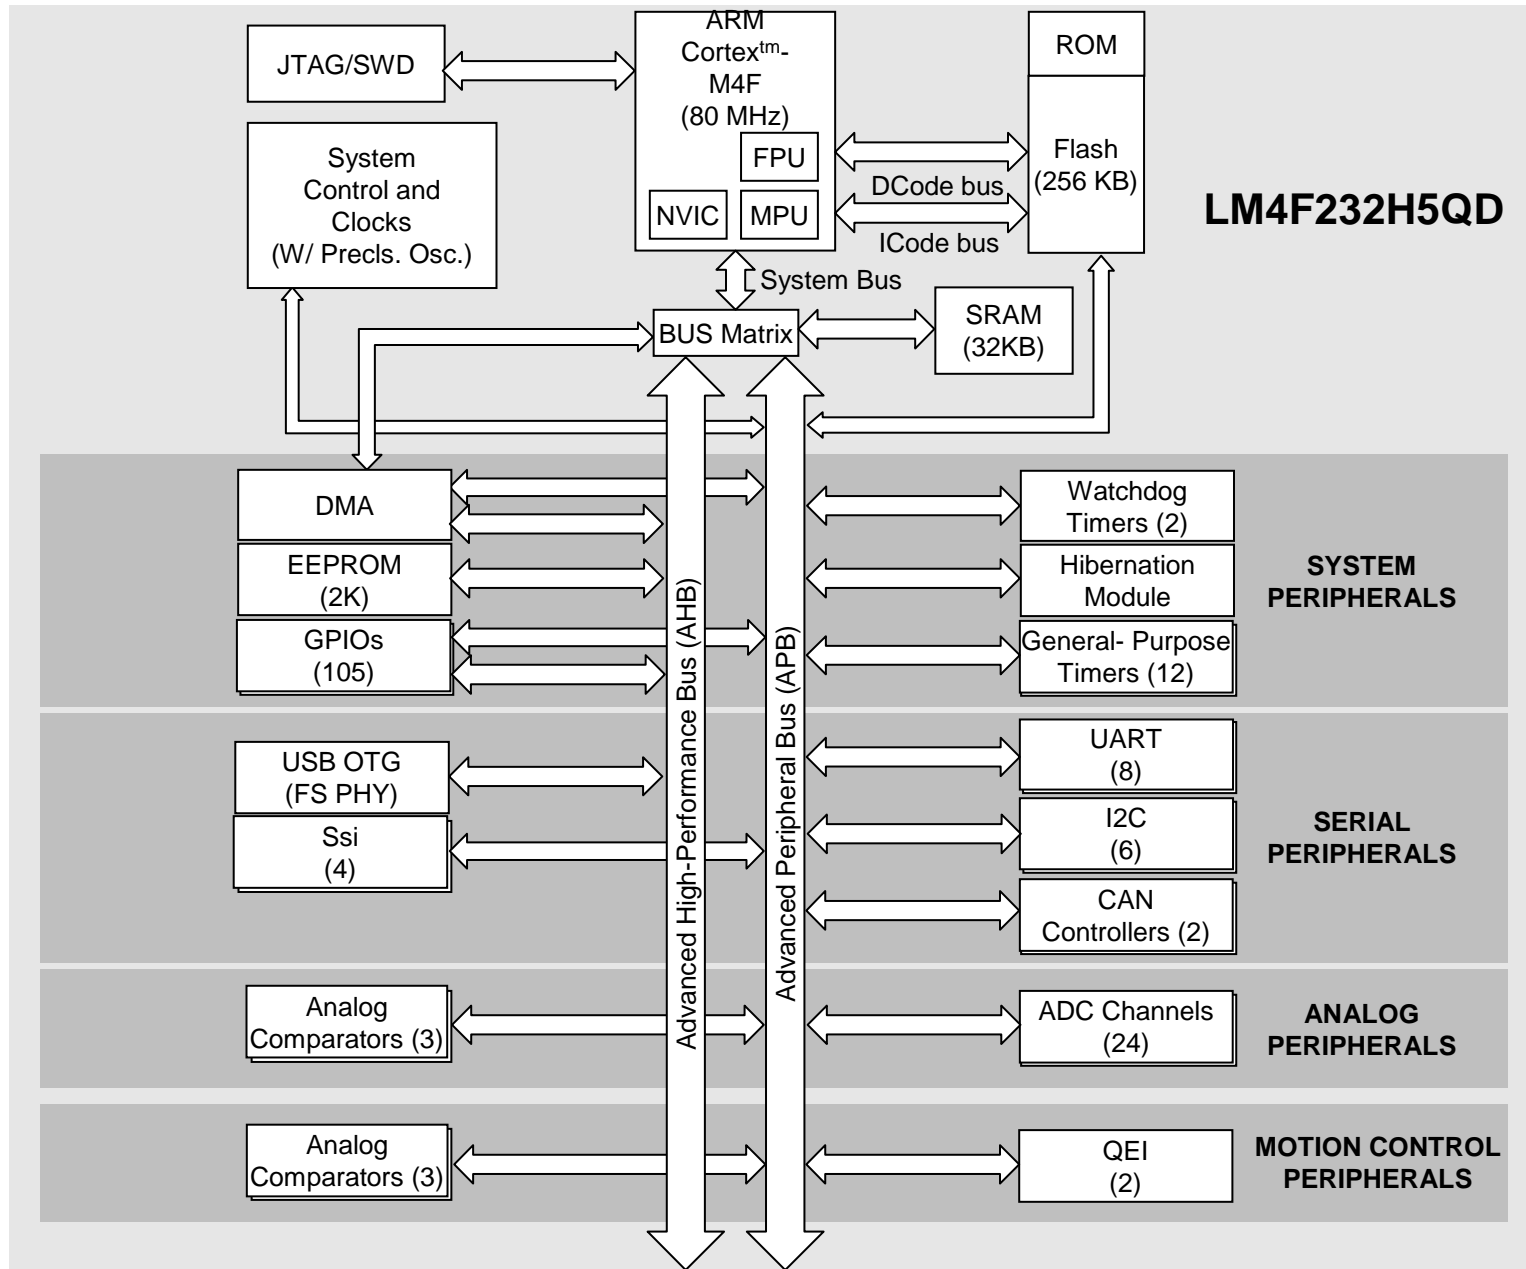 JTAG/SWD
ARM
Cortex™-
M4F
(80 MHz)
FPU
NVIC
MPU
ROM
Flash
(256 KB)
DCode bus
ICode bus
LM4F232H5QD
System
Control and
Clocks
(W/ Precls. Osc.)
System Bus
BUS Matrix
SRAM
(32KB)
Advanced High-Performance Bus (AHB)
Advanced Peripheral Bus (APB)
DMA
EEPROM
(2K)
GPIOs
(105)
Watchdog
Timers (2)
Hibernation
Module
General- Purpose
Timers (12)
SYSTEM
PERIPHERALS
USB OTG
(FS PHY)
Ssi
(4)
UART
(8)
I2C
(6)
CAN
Controllers (2)
SERIAL
PERIPHERALS
Analog
Comparators (3)
ADC Channels
(24)
ANALOG
PERIPHERALS
Analog
Comparators (3)
QEI
(2)
MOTION CONTROL
PERIPHERALS